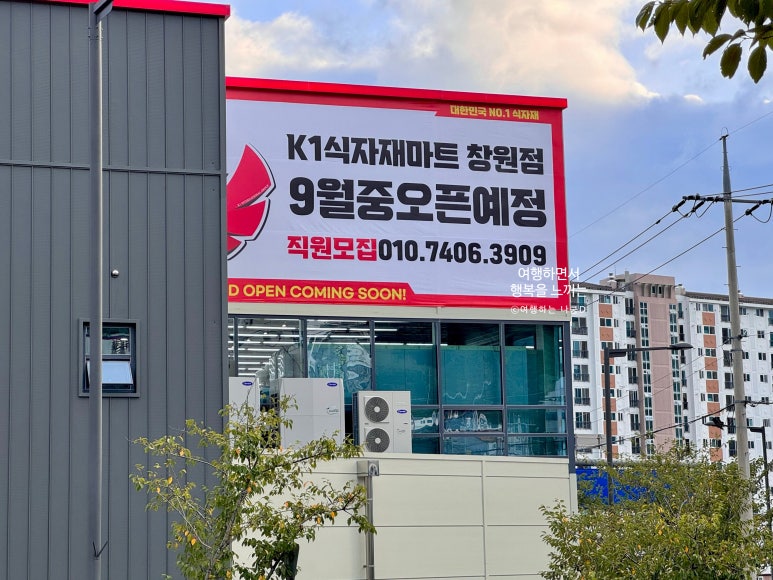 대한민국 NO.1 식자재
K1식자재마트 창원점
9월중오픈예정
직원모집010.7406.3909
D OPEN COMING SOON!
여행하면서
행복을 느끼는